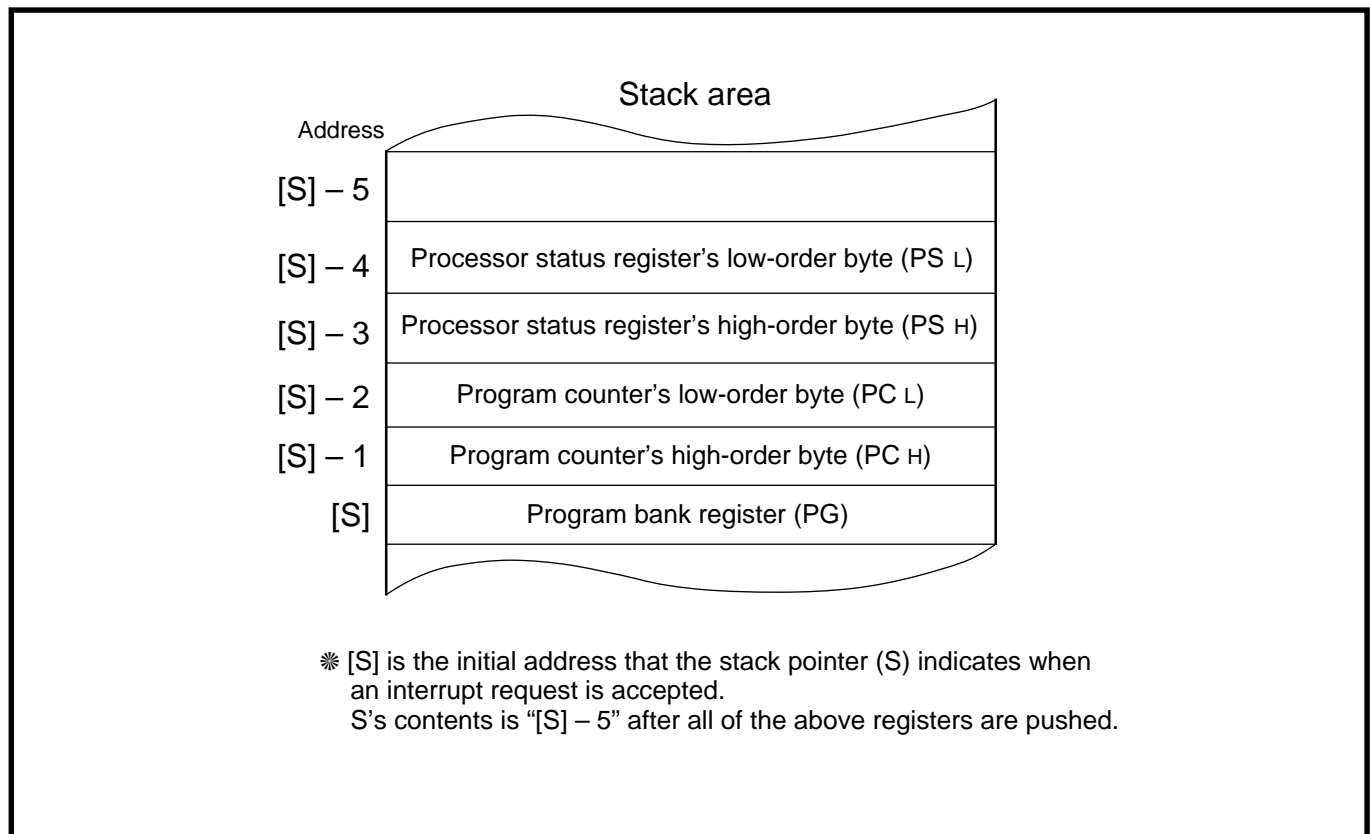 Stack area
Address
[S] – 5
[S] – 4 Processor status register’s low-order byte (PS L)
[S] – 3 Processor status register’s high-order byte (PS H)
[S] – 2 Program counter’s low-order byte (PC L)
[S] – 1 Program counter’s high-order byte (PC H)
[S] Program bank register (PG)
❋ [S] is the initial address that the stack pointer (S) indicates when
an interrupt request is accepted.
S’s contents is “[S] – 5” after all of the above registers are pushed.